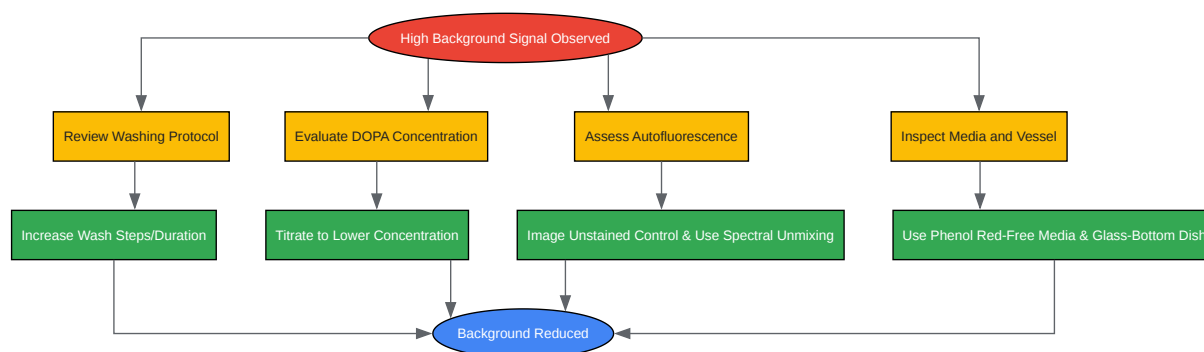 High Background Signal Observed
Review Washing Protocol
Evaluate DOPA Concentration
Assess Autofluorescence
Inspect Media and Vessel
Increase Wash Steps/Duration
Titrate to Lower Concentration
Image Unstained Control & Use Spectral Unmixing
Use Phenol Red-Free Media & Glass-Bottom Dish
Background Reduced